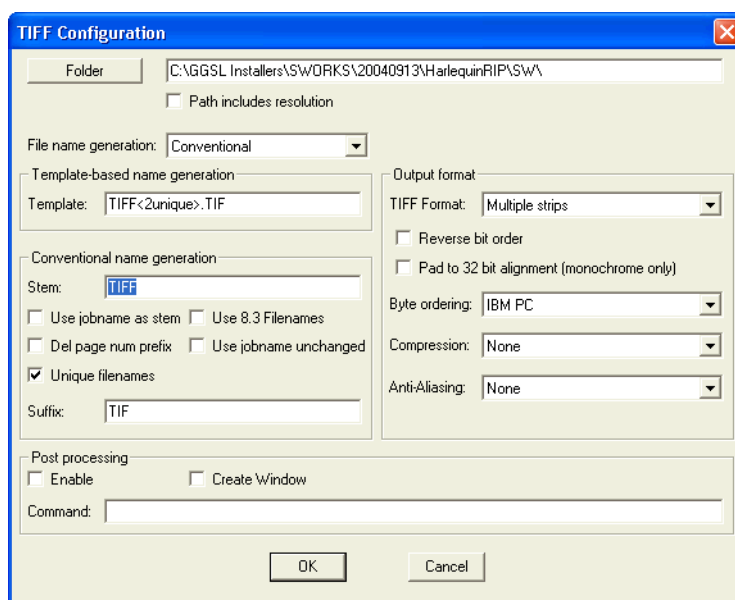 TIFF Configuration
Folder
C:\GGSL Installers\SWORKS\20040913\HarlequinRIP\SW\
Path includes resolution
File name generation: Conventional
Template-based name generation
Template: TIFF<2unique>.TIF
Conventional name generation
Stem: TIFF
Use jobname as stem Use 8.3 Filenames
Del page num prefix Use jobname unchanged
Unique filenames
Suffix: TIF
Output format
TIFF Format: Multiple strips
Reverse bit order
Pad to 32 bit alignment (monochrome only)
Byte ordering: IBM PC
Compression: None
Anti-Aliasing: None
Post processing
Enable Create Window
Command:
OK Cancel